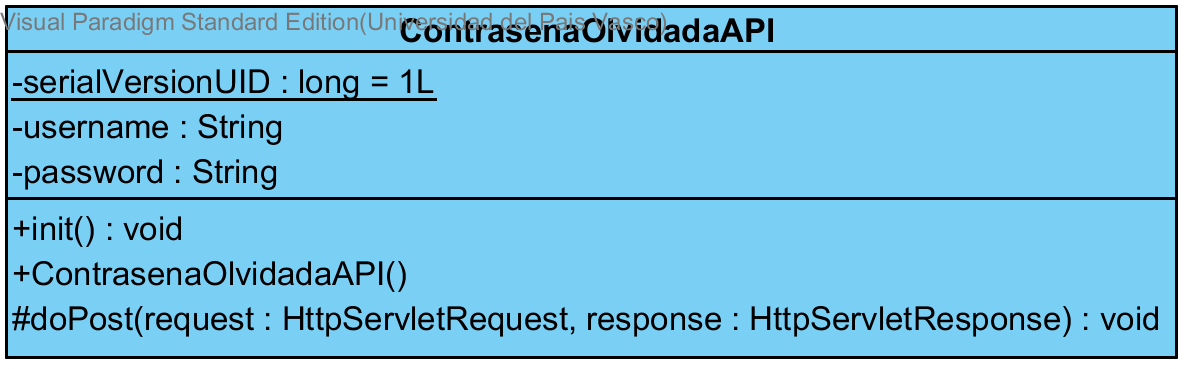 Visual Paradigm Standard Edition(Universidad del Pais Vasco)
ContrasenaOlvidadaAPI
-serialVersionUID : long = 1L
-username : String
-password : String
+init() : void
+ContrasenaOlvidadaAPI()
#doPost(request : HttpServletRequest, response : HttpServletResponse) : void